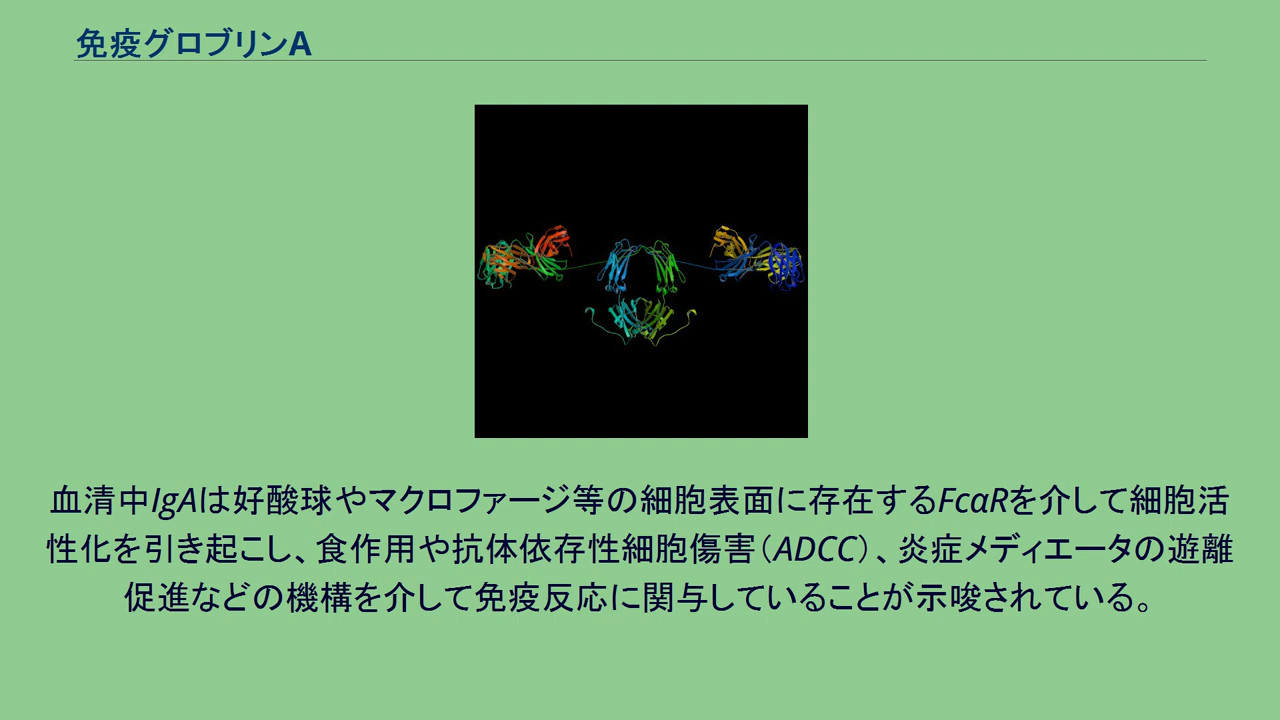 免疫グロブリンA
血清中IgAは好酸球やマクロファージ等の細胞表面に存在するFcαRを介して細胞活
性化を引き起こし、食作用や抗体依存性細胞傷害（ADCC）、炎症メディエータの遊離
促進などの機構を介して免疫反応に関与していることが示唆されている。